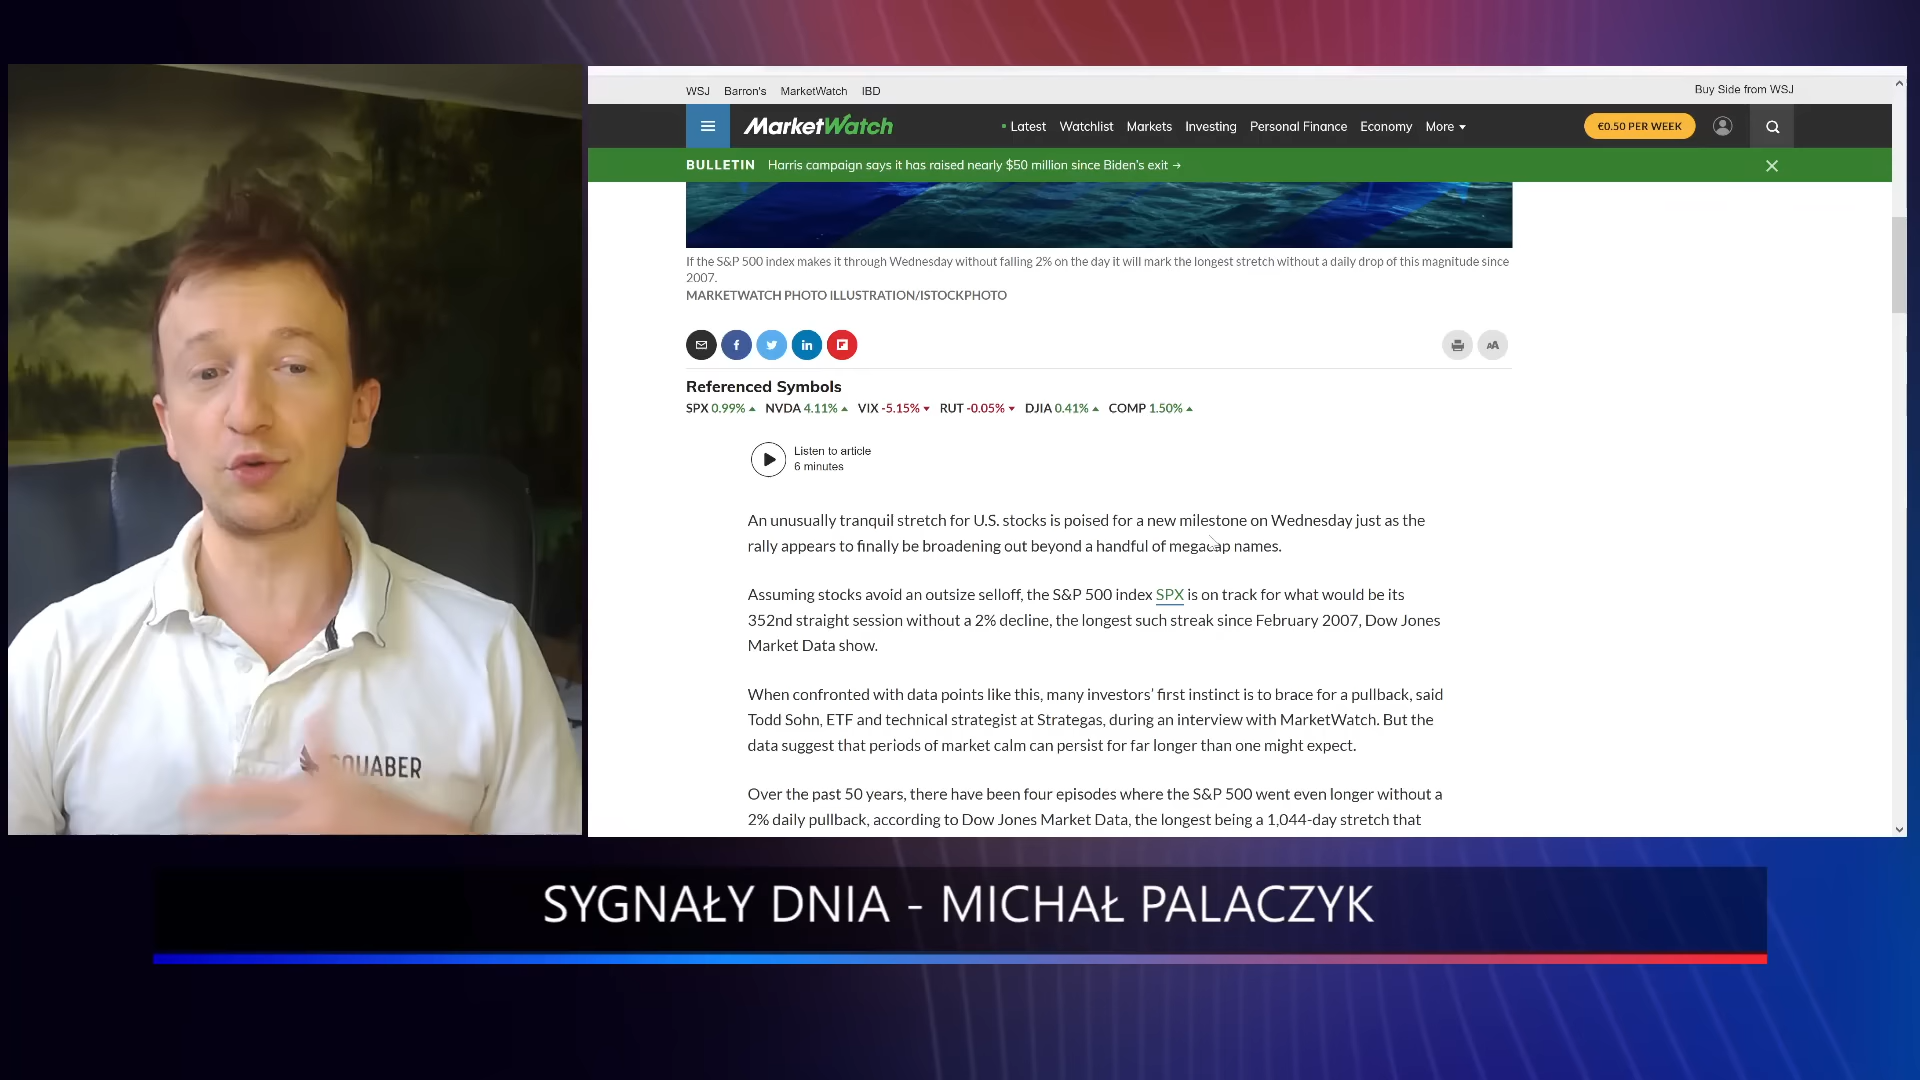 WSJ Barron's MarketWatch IBD
Buy Side from WSJ
MarketWatch
Latest Watchlist Markets Investing Personal Finance Economy More
€0.50 PER WEEK
BULLETIN Harris campaign says it has raised nearly $50 million since Biden's exit →
If the S&P 500 index makes it through Wednesday without falling 2% on the day it will mark the longest stretch without a daily drop of this magnitude since
2007.
MARKETWATCH PHOTO ILLUSTRATION/ISTOCKPHOTO
AA
Referenced Symbols
SPX 0.99% NVDA 4.11% VIX -5.15% RUT -0.05% DJIA 0.41% COMP 1.50%
Listen to article
6 minutes
An unusually tranquil stretch for U.S. stocks is poised for a new milestone on Wednesday just as the
rally appears to finally be broadening out beyond a handful of megacap names.
Assuming stocks avoid an outsize selloff, the S&P 500 index SPX is on track for what would be its
352nd straight session without a 2% decline, the longest such streak since February 2007, Dow Jones
Market Data show.
When confronted with data points like this, many investors' first instinct is to brace for a pullback, said
Todd Sohn, ETF and technical strategist at Strategas, during an interview with MarketWatch. But the
data suggest that periods of market calm can persist for far longer than one might expect.
Over the past 50 years, there have been four episodes where the S&P 500 went even longer without a
2% daily pullback, according to Dow Jones Market Data, the longest being a 1,044-day stretch that
SQUABER
SYGNAŁY DNIA - MICHAŁ PALACZYK